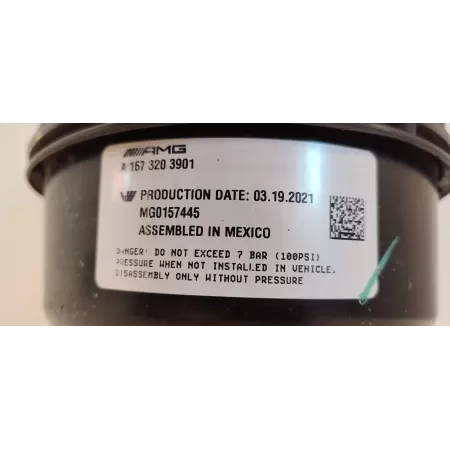 AMG
A 167 320 3901
PRODUCTION DATE: 03.19.2021
MG0157445
ASSEMBLED IN MEXICO
DANGER! DO NOT EXCEED 7 BAR (100PSI)
PRESSURE WHEN NOT INSTALLED IN VEHICLE.
DISASSEMBLY ONLY WITHOUT PRESSURE